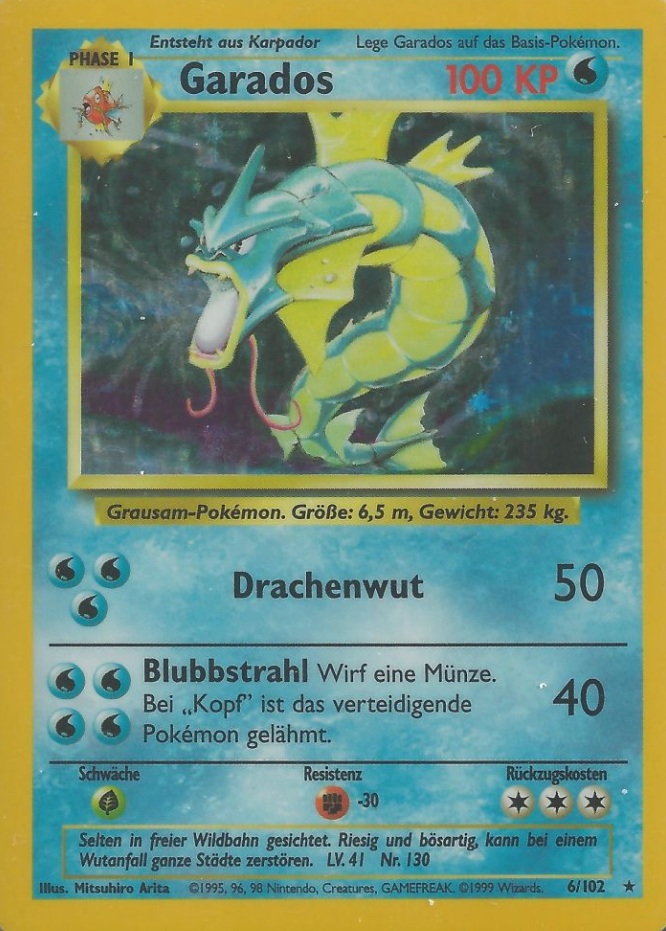 Entsteht aus Karpador
Lege Garados auf das Basis-Pokémon.
PHASE 1
Garados
100 KP
Grausam-Pokémon. Größe: 6,5 m, Gewicht: 235 kg.
Drachenwut 50
Blubbstrahl Wirf eine Münze.
Bei „Kopf” ist das verteidigende
Pokémon gelähmt.
40
Schwäche Resistenz Rückzugskosten
-30
Selten in freier Wildbahn gesichtet. Riesig und bösartig, kann bei einem
Wutanfall ganze Städte zerstören. LV. 41 Nr. 130
Illus. Mitsuhiro Arita ©1995, 96, 98 Nintendo, Creatures, GAMEFREAK. ©1999 Wizards. 6/102 ★